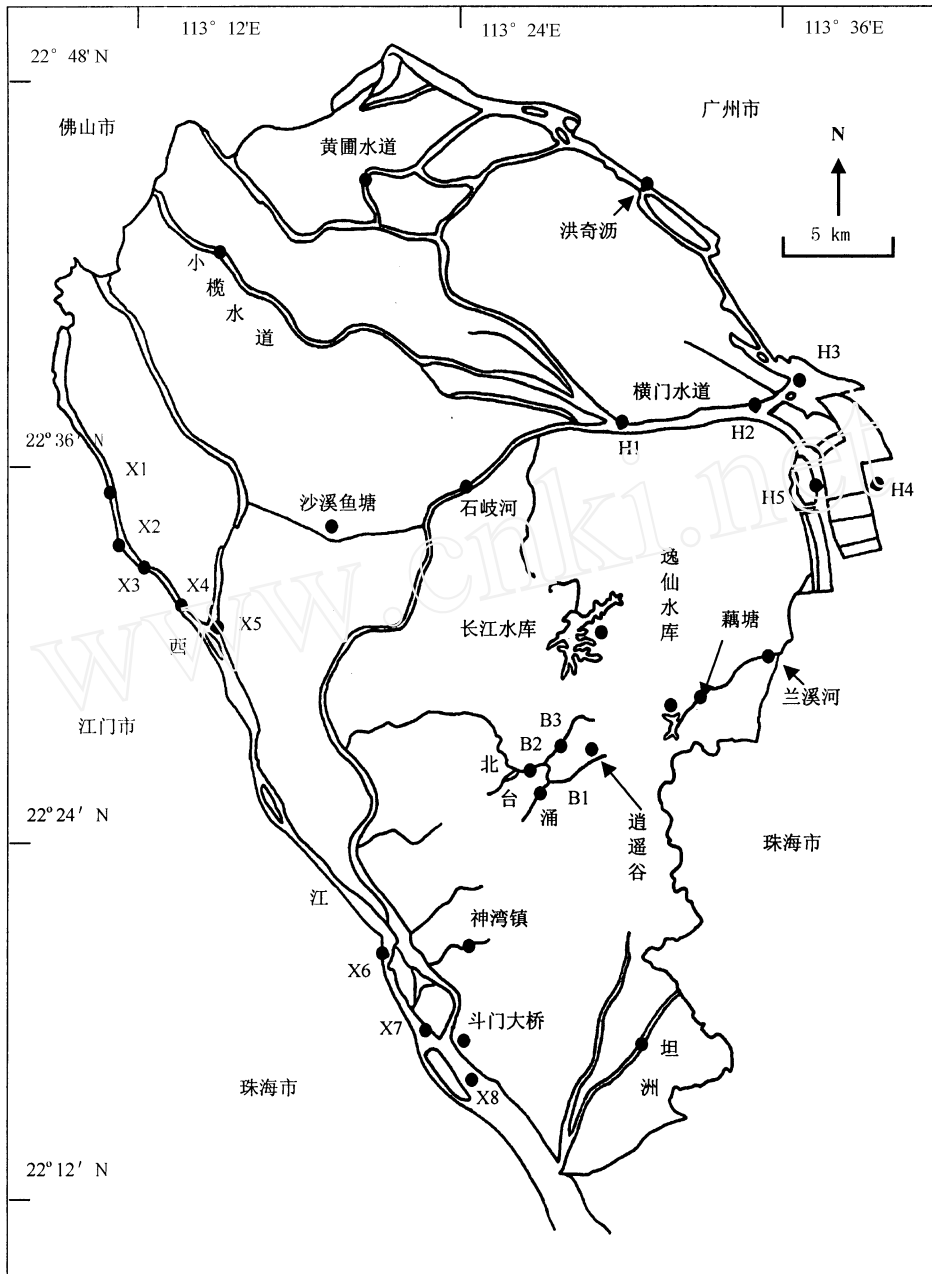 113° 12'E
113° 24'E
113° 36'E
22° 48' N
佛山市
广州市
黄圃水道
N
洪奇沥
5 km
小榄水道
H3
横门水道
H1
H2
22° 36' N
X1
沙溪鱼塘
石岐河
H5
H4
X2
X3
X4
X5
逸仙水库
长江水库
藕塘
兰溪河
西江
江门市
B3
B2
B1
北台涌
逍遥谷
22° 24' N
珠海市
神湾镇
X6
X7
斗门大桥
坦洲
X8
珠海市
22° 12' N
www.cnki.net